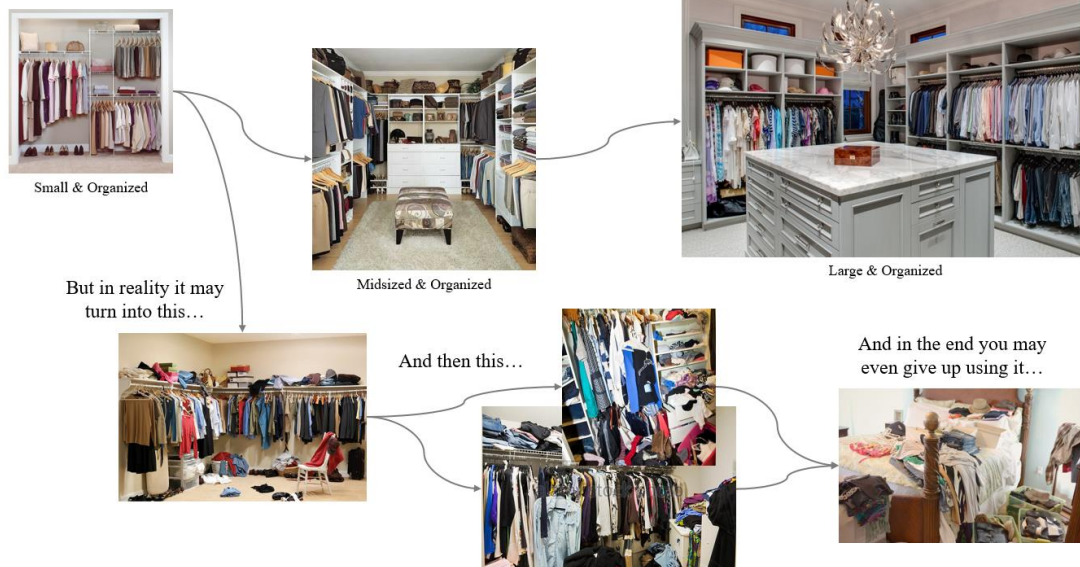 Small & Organized
Midsized & Organized
Large & Organized
But in reality it may
turn into this…
And then this…
And in the end you may
even give up using it…